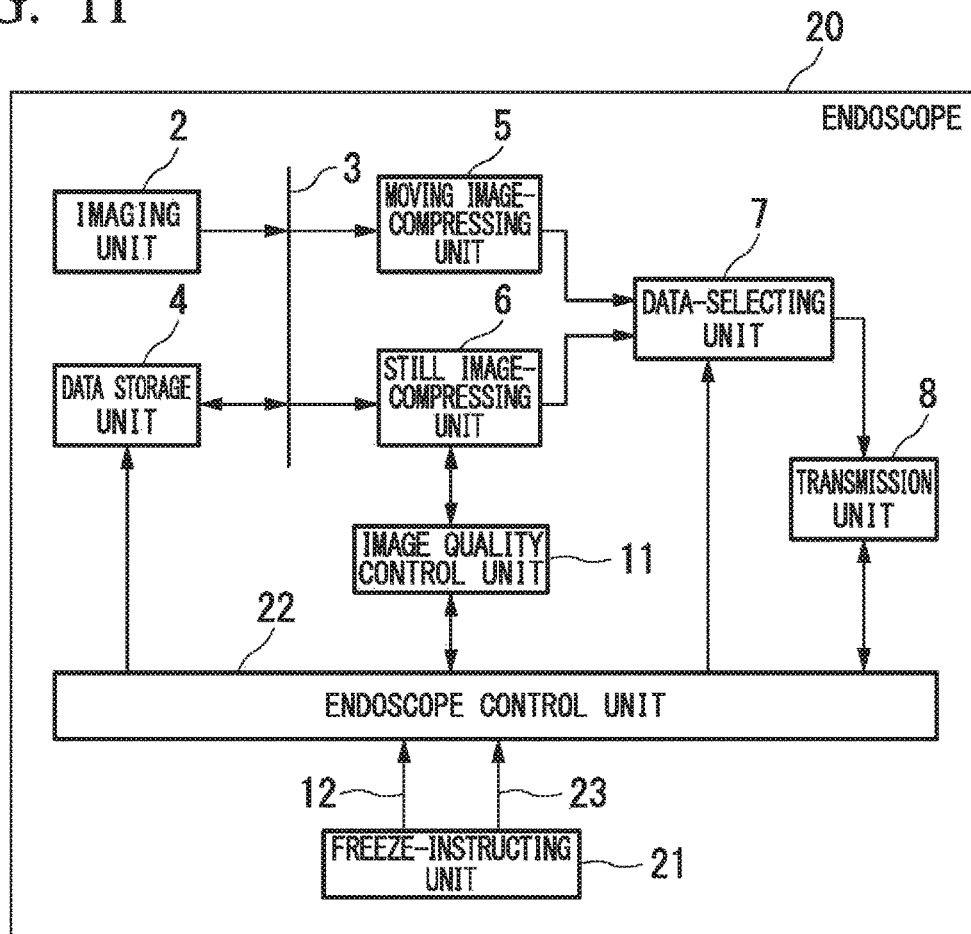 G. 11
20
ENDOSCOPE
2
IMAGING
UNIT
3
5
MOVING IMAGE-
COMPRESSING
UNIT
7
DATA-SELECTING
UNIT
4
DATA STORAGE
UNIT
6
STILL IMAGE-
COMPRESSING
UNIT
8
TRANSMISSION
UNIT
IMAGE QUALITY
CONTROL UNIT
11
22
ENDOSCOPE CONTROL UNIT
12
23
FREEZE-INSTRUCTING
UNIT
21